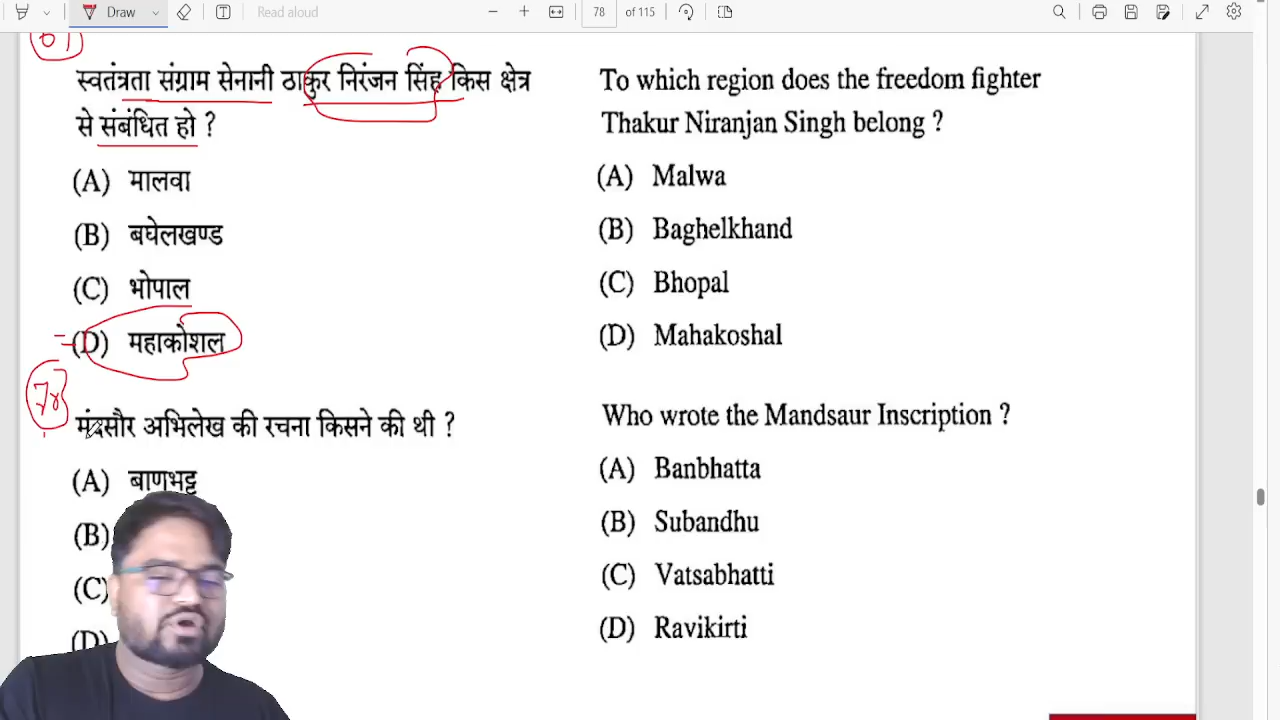 Draw
Read aloud
78 of 115
61
स्वतंत्रता संग्राम सेनानी ठाकुर निरंजन सिंह किस क्षेत्र
से संबंधित हो ?
(A) मालवा
(B) बघेलखण्ड
(C) भोपाल
(D) महाकोशल
To which region does the freedom fighter
Thakur Niranjan Singh belong ?
(A) Malwa
(B) Baghelkhand
(C) Bhopal
(D) Mahakoshal
मंदसौर अभिलेख की रचना किसने की थी ?
(A) बाणभट्ट
(B)
(C)
(D)
Who wrote the Mandsaur Inscription ?
(A) Banbhatta
(B) Subandhu
(C) Vatsabhatti
(D) Ravikirti